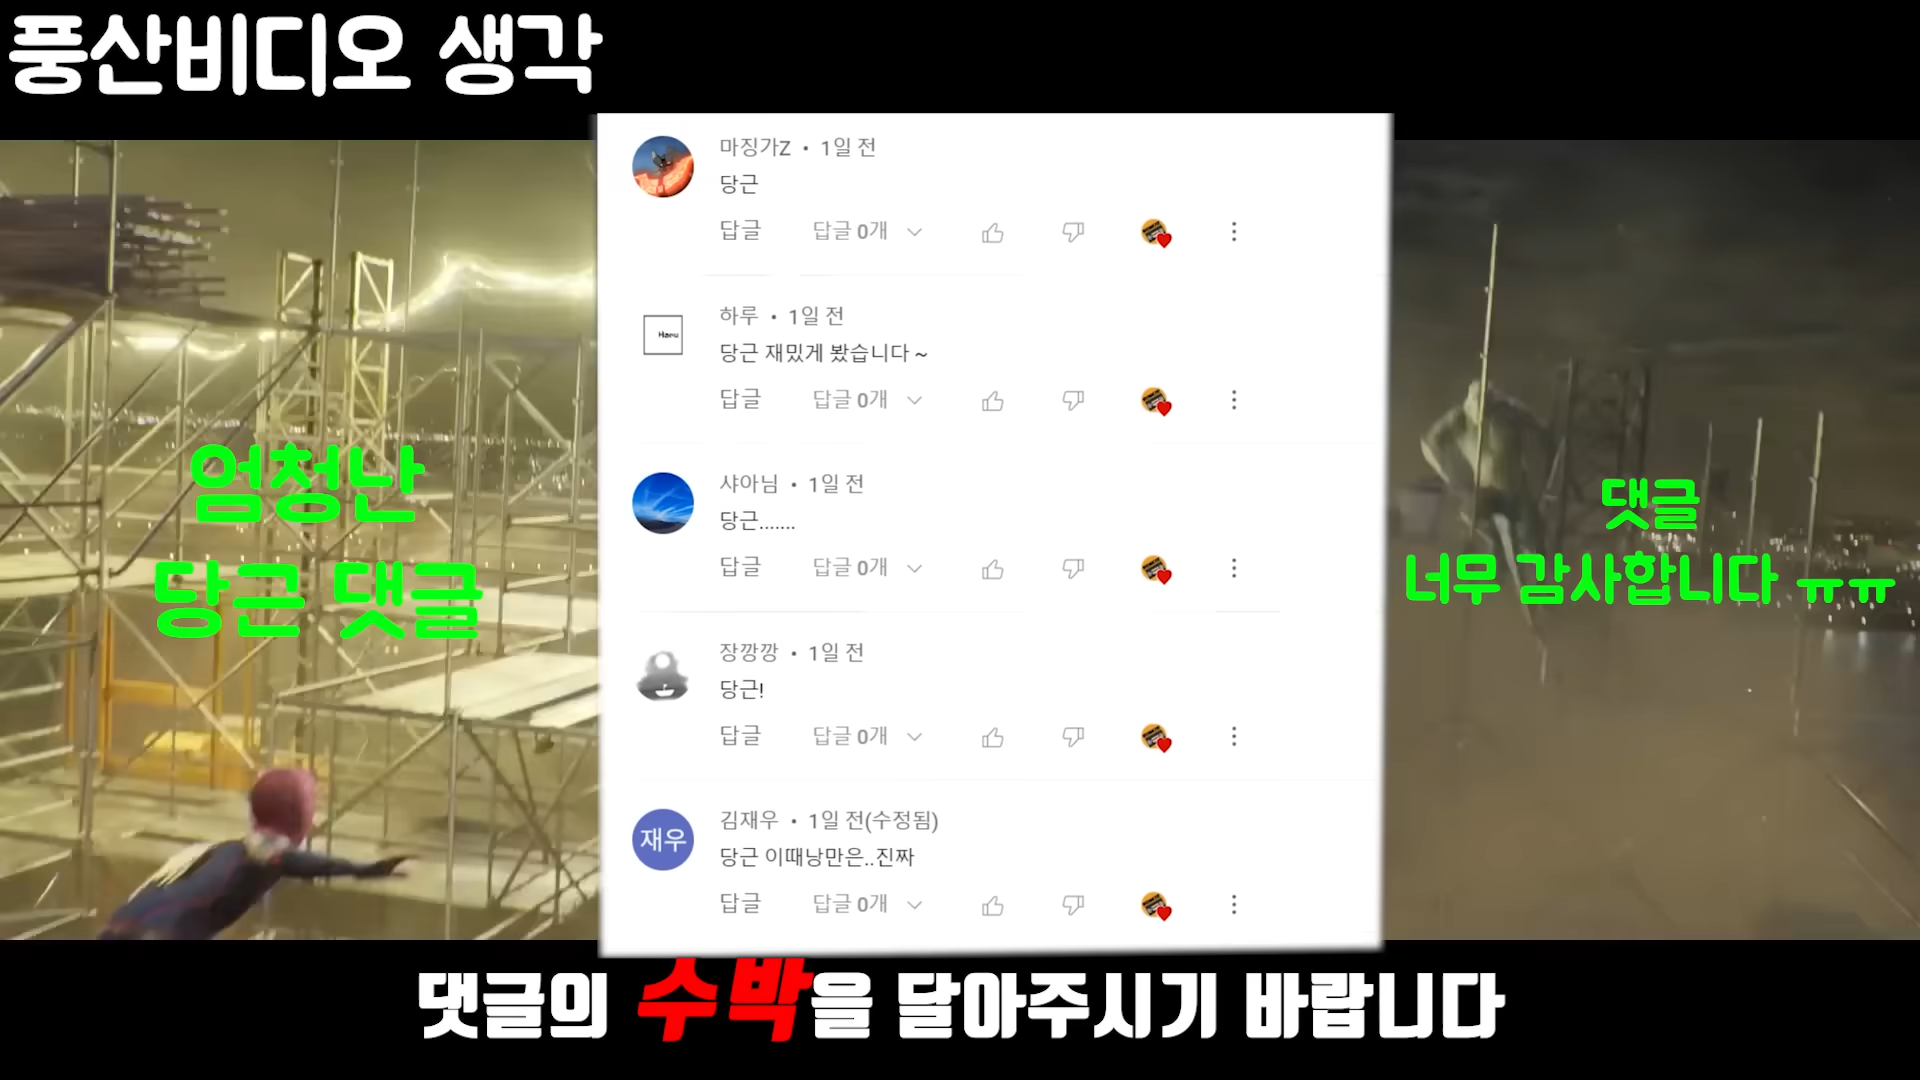 풍산비디오 생각
엄청난
당근 댓글
마징가Z • 1일 전
당근
답글 답글 0개
Haru
하루 • 1일 전
당근 재밌게 봤습니다 ~
답글 답글 0개
샤아님 • 1일 전
당근.......
답글 답글 0개
장깡깡 • 1일 전
당근!
답글 답글 0개
재우
김재우 • 1일 전(수정됨)
당근 이때낭만은..진짜
답글 답글 0개
댓글
너무 감사합니다 ㅠㅠ
댓글의 수박을 달아주시기 바랍니다